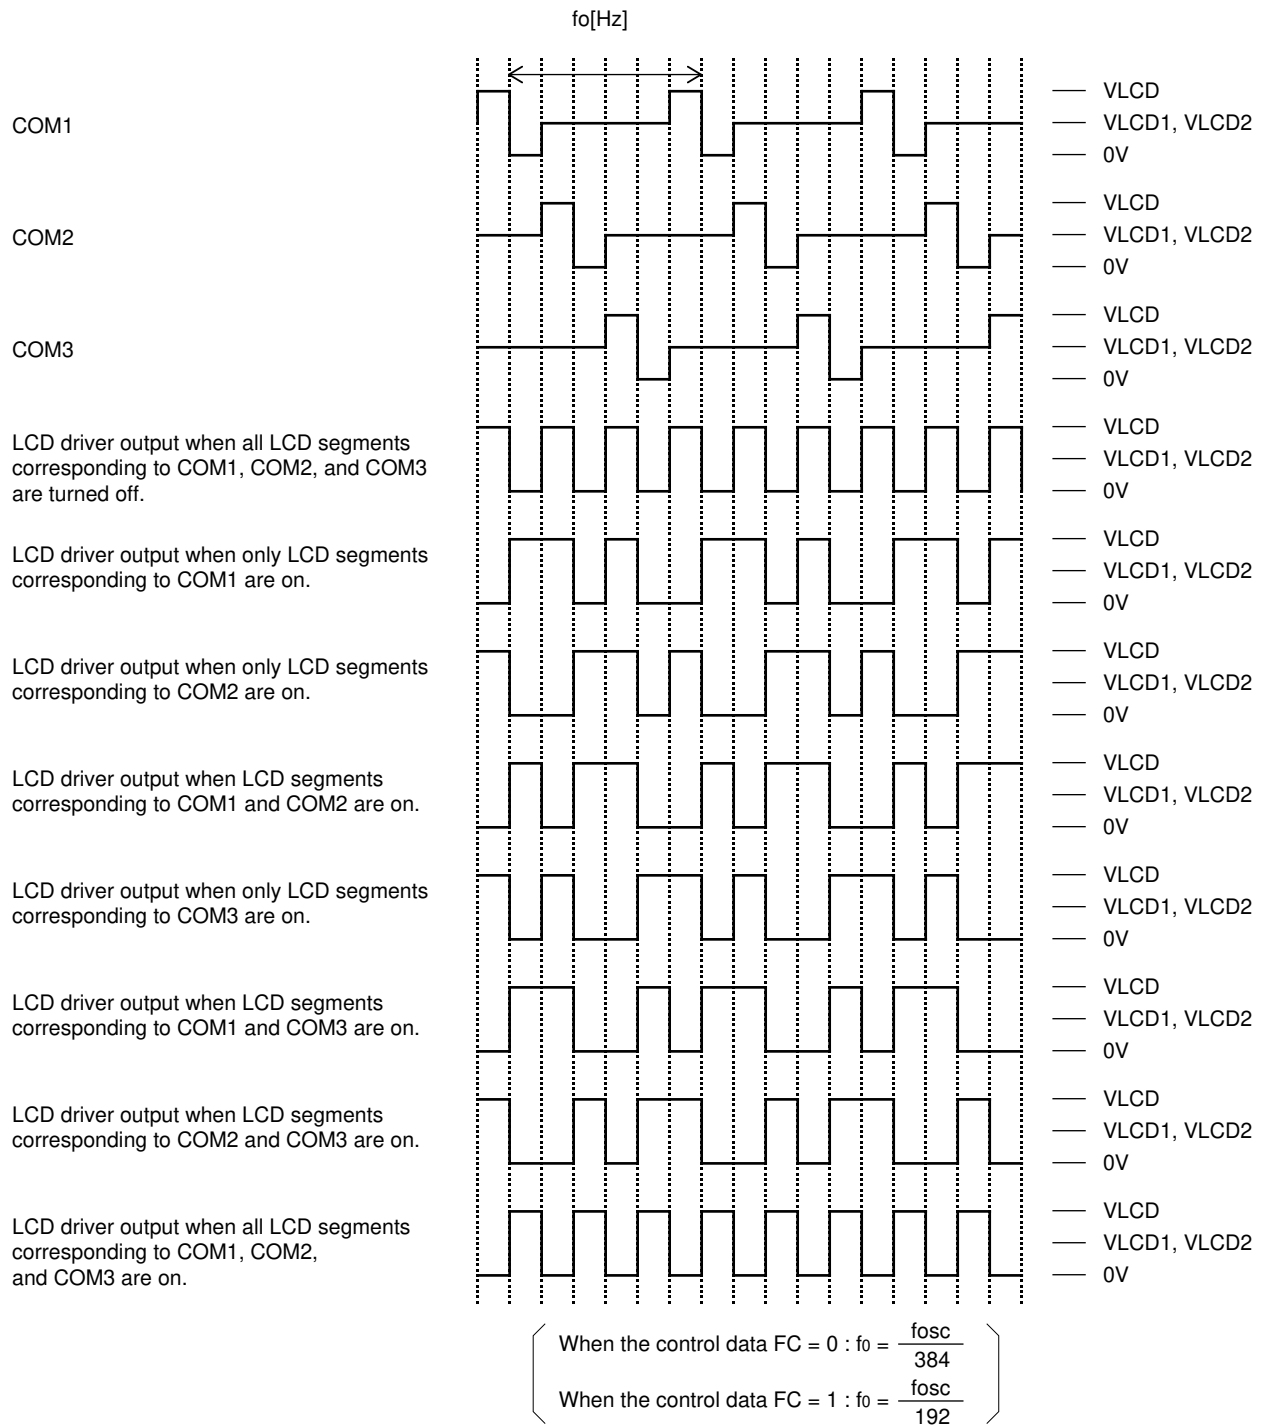 fo[Hz]
COM1
VLCD
VLCD1, VLCD2
0V
COM2
VLCD
VLCD1, VLCD2
0V
COM3
VLCD
VLCD1, VLCD2
0V
LCD driver output when all LCD segments
corresponding to COM1, COM2, and COM3
are turned off.
VLCD
VLCD1, VLCD2
0V
LCD driver output when only LCD segments
corresponding to COM1 are on.
VLCD
VLCD1, VLCD2
0V
LCD driver output when only LCD segments
corresponding to COM2 are on.
VLCD
VLCD1, VLCD2
0V
LCD driver output when LCD segments
corresponding to COM1 and COM2 are on.
VLCD
VLCD1, VLCD2
0V
LCD driver output when only LCD segments
corresponding to COM3 are on.
VLCD
VLCD1, VLCD2
0V
LCD driver output when LCD segments
corresponding to COM1 and COM3 are on.
VLCD
VLCD1, VLCD2
0V
LCD driver output when LCD segments
corresponding to COM2 and COM3 are on.
VLCD
VLCD1, VLCD2
0V
LCD driver output when all LCD segments
corresponding to COM1, COM2,
and COM3 are on.
VLCD
VLCD1, VLCD2
0V
When the control data FC = 0 : f0 = fosc
384
When the control data FC = 1 : f0 = fosc
192